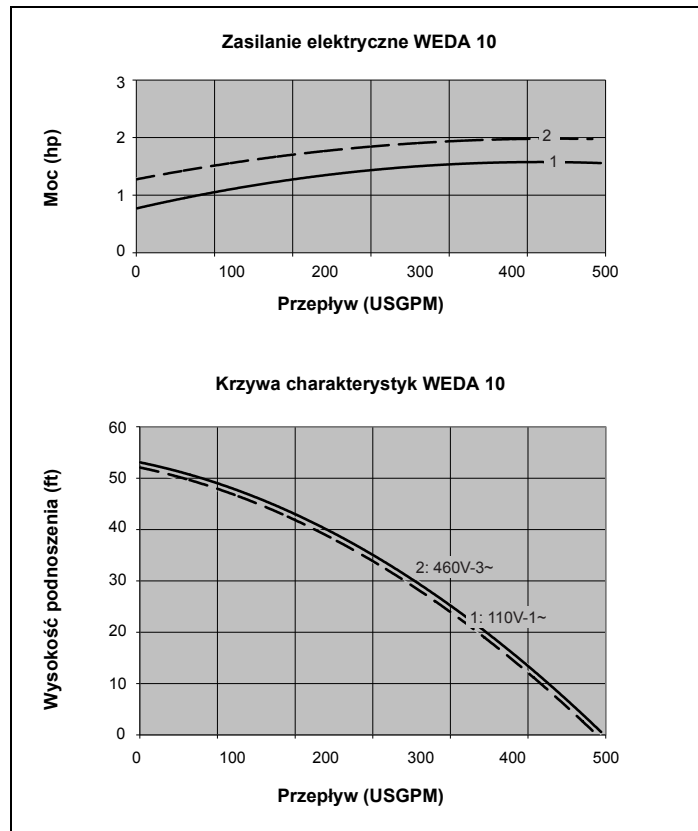 Zasilanie elektryczne WEDA 10
Moc (hp)
3
2
1
0
2
1
0 100 200 300 400 500
Przepływ (USGPM)
Krzywa charakterystyk WEDA 10
Wysokość podnoszenia (ft)
60
50
40
30
20
10
0
2: 460V-3~
1: 110V-1~
0 100 200 300 400 500
Przepływ (USGPM)